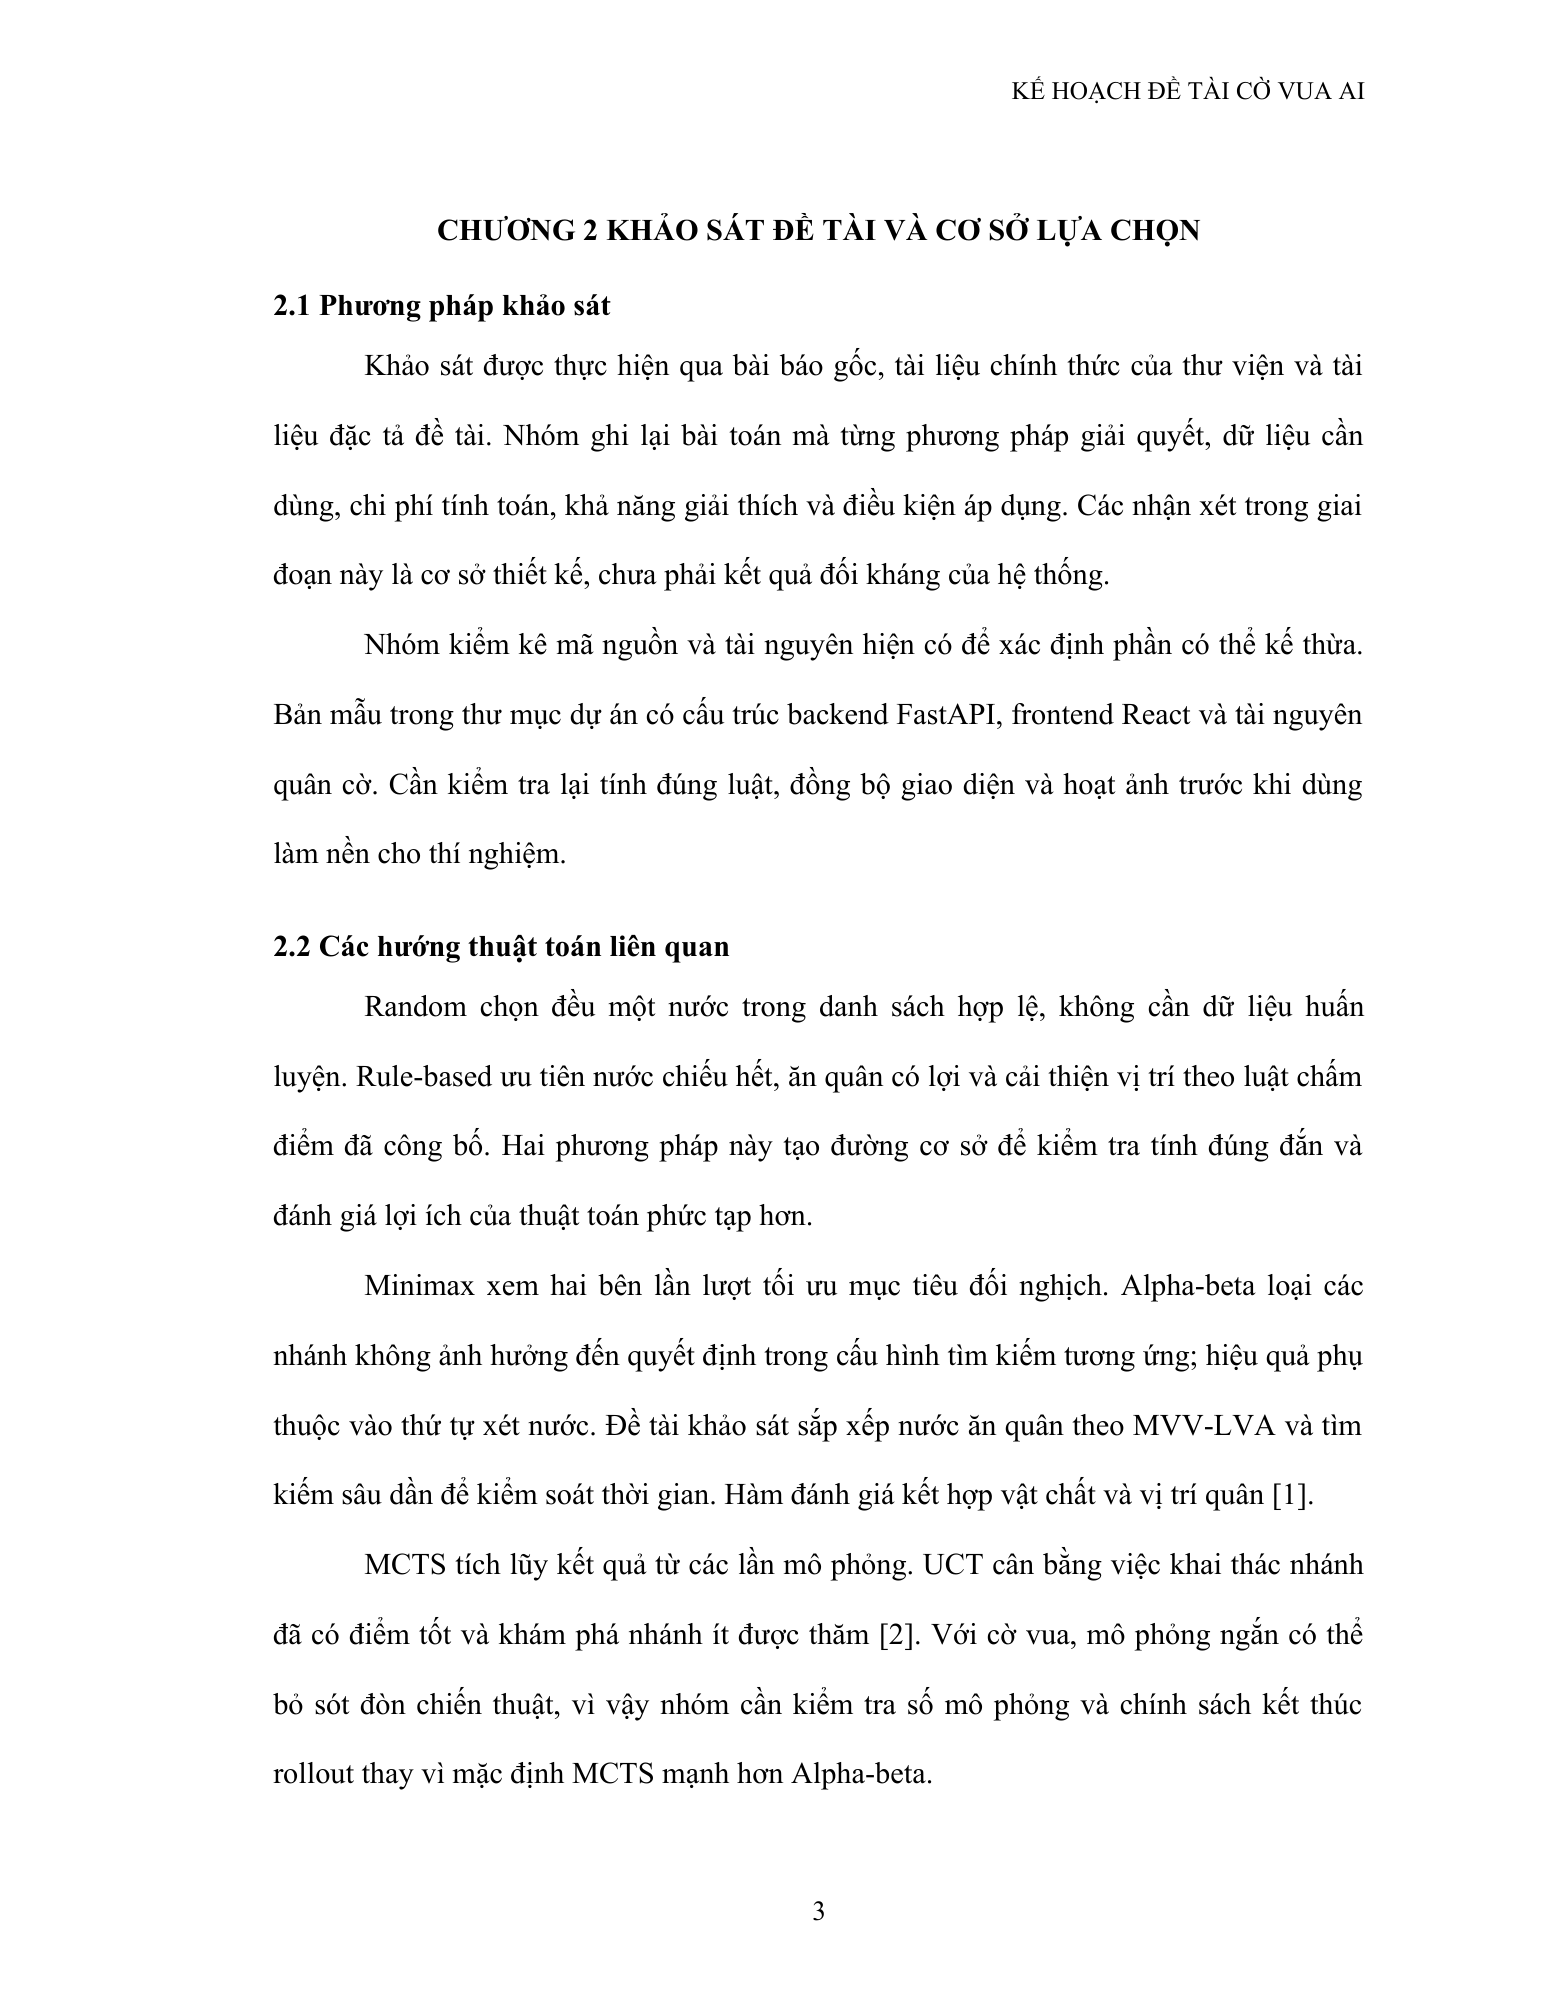 KẾ HOẠCH ĐỀ TÀI CỜ VUA AI
CHƯƠNG 2 KHẢO SÁT ĐỀ TÀI VÀ CƠ SỞ LỰA CHỌN
2.1 Phương pháp khảo sát
Khảo sát được thực hiện qua bài báo gốc, tài liệu chính thức của thư viện và tài
liệu đặc tả đề tài. Nhóm ghi lại bài toán mà từng phương pháp giải quyết, dữ liệu cần
dùng, chi phí tính toán, khả năng giải thích và điều kiện áp dụng. Các nhận xét trong giai
đoạn này là cơ sở thiết kế, chưa phải kết quả đối kháng của hệ thống.
Nhóm kiểm kê mã nguồn và tài nguyên hiện có để xác định phần có thể kế thừa.
Bản mẫu trong thư mục dự án có cấu trúc backend FastAPI, frontend React và tài nguyên
quân cờ. Cần kiểm tra lại tính đúng luật, đồng bộ giao diện và hoạt ảnh trước khi dùng
làm nền cho thí nghiệm.
2.2 Các hướng thuật toán liên quan
Random chọn đều một nước trong danh sách hợp lệ, không cần dữ liệu huấn
luyện. Rule-based ưu tiên nước chiếu hết, ăn quân có lợi và cải thiện vị trí theo luật chấm
điểm đã công bố. Hai phương pháp này tạo đường cơ sở để kiểm tra tính đúng đắn và
đánh giá lợi ích của thuật toán phức tạp hơn.
Minimax xem hai bên lần lượt tối ưu mục tiêu đối nghịch. Alpha-beta loại các
nhánh không ảnh hưởng đến quyết định trong cấu hình tìm kiếm tương ứng; hiệu quả phụ
thuộc vào thứ tự xét nước. Đề tài khảo sát sắp xếp nước ăn quân theo MVV-LVA và tìm
kiếm sâu dần để kiểm soát thời gian. Hàm đánh giá kết hợp vật chất và vị trí quân [1].
MCTS tích lũy kết quả từ các lần mô phỏng. UCT cân bằng việc khai thác nhánh
đã có điểm tốt và khám phá nhánh ít được thăm [2]. Với cờ vua, mô phỏng ngắn có thể
bỏ sót đòn chiến thuật, vì vậy nhóm cần kiểm tra số mô phỏng và chính sách kết thúc
rollout thay vì mặc định MCTS mạnh hơn Alpha-beta.
3